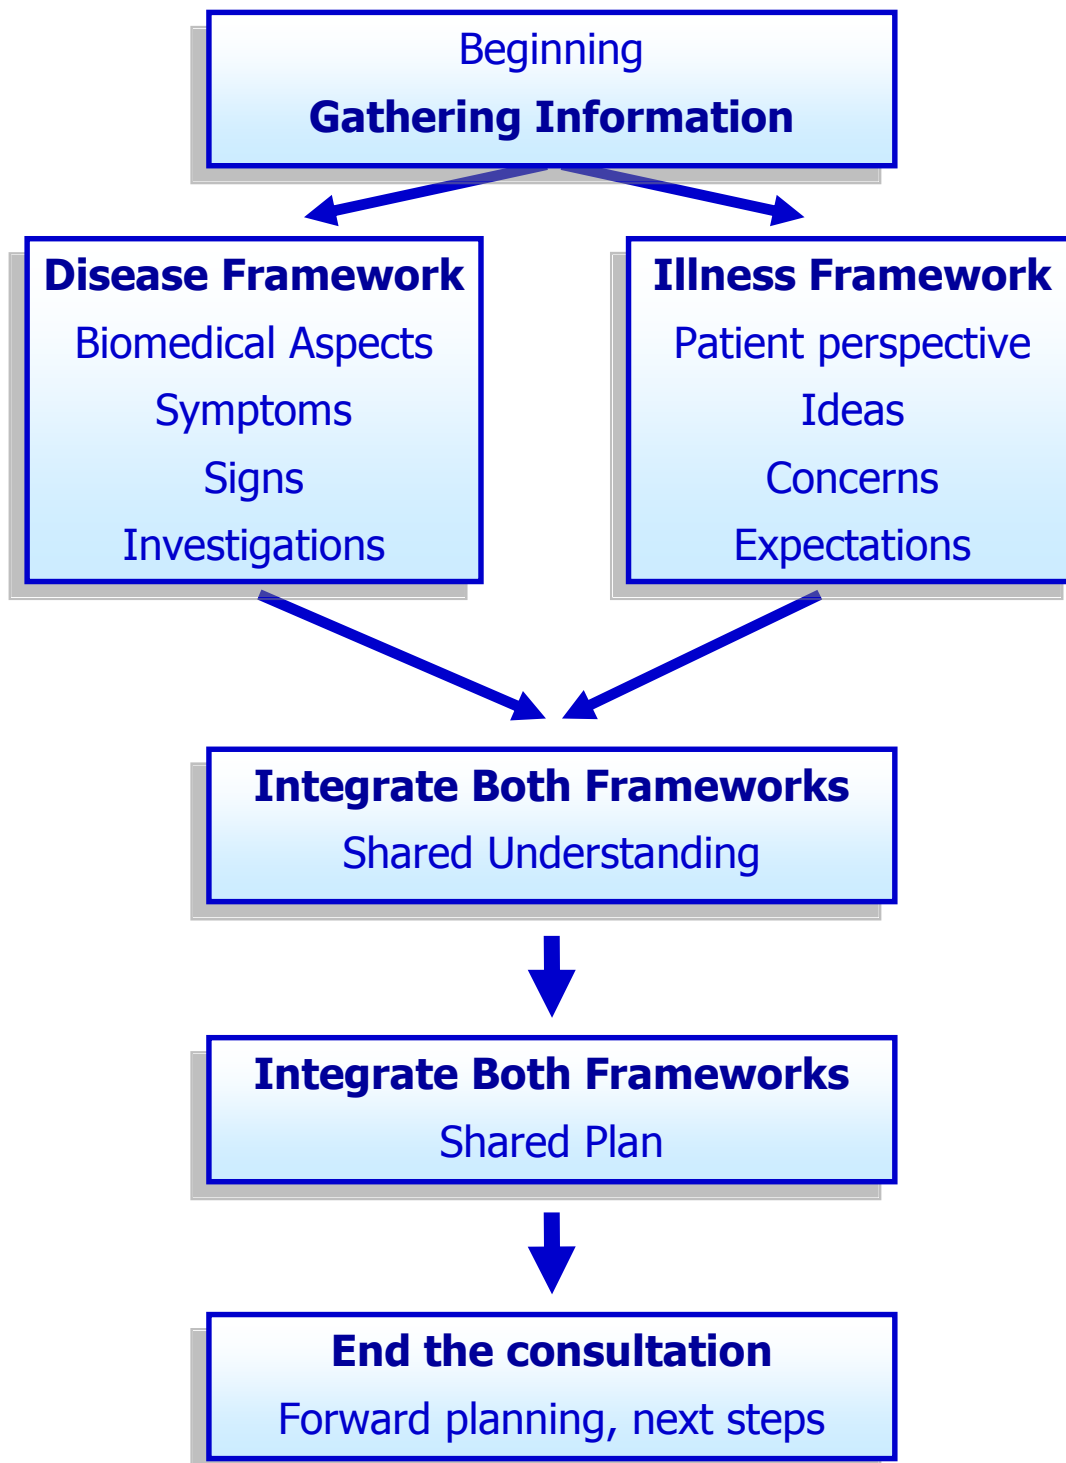 Beginning
Gathering Information
Disease Framework
Biomedical Aspects
Symptoms
Signs
Investigations
Illness Framework
Patient perspective
Ideas
Concerns
Expectations
Integrate Both Frameworks
Shared Understanding
Integrate Both Frameworks
Shared Plan
End the consultation
Forward planning, next steps